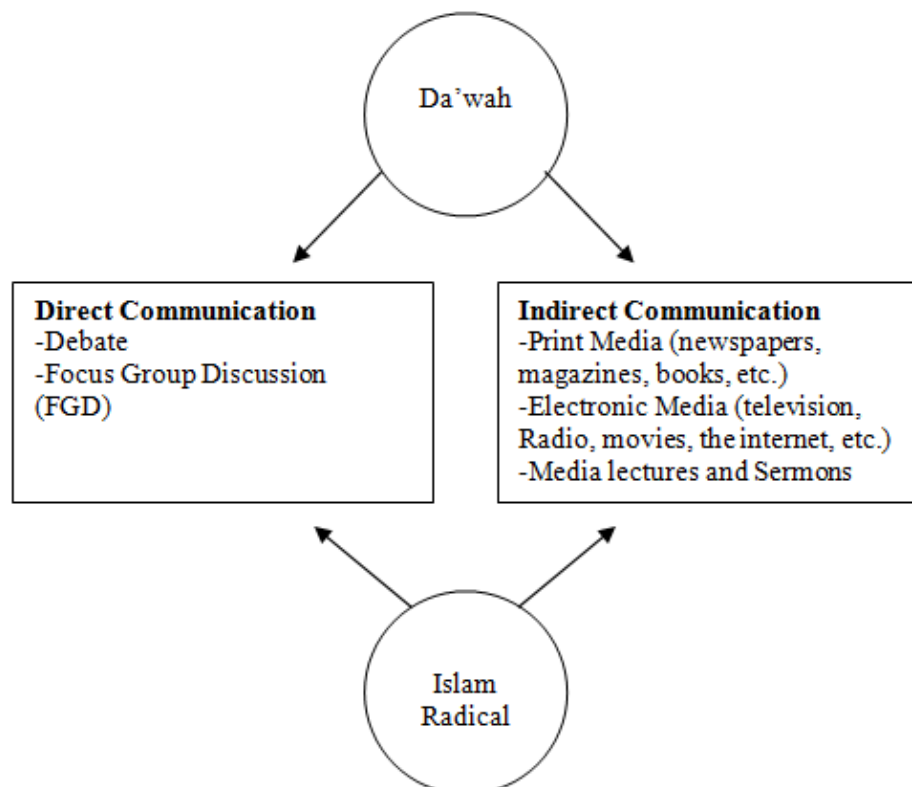 Da’wah
Direct Communication
-Debate
-Focus Group Discussion
(FGD)
Indirect Communication
-Print Media (newspapers,
magazines, books, etc.)
-Electronic Media (television,
Radio, movies, the internet, etc.)
-Media lectures and Sermons
Islam
Radical